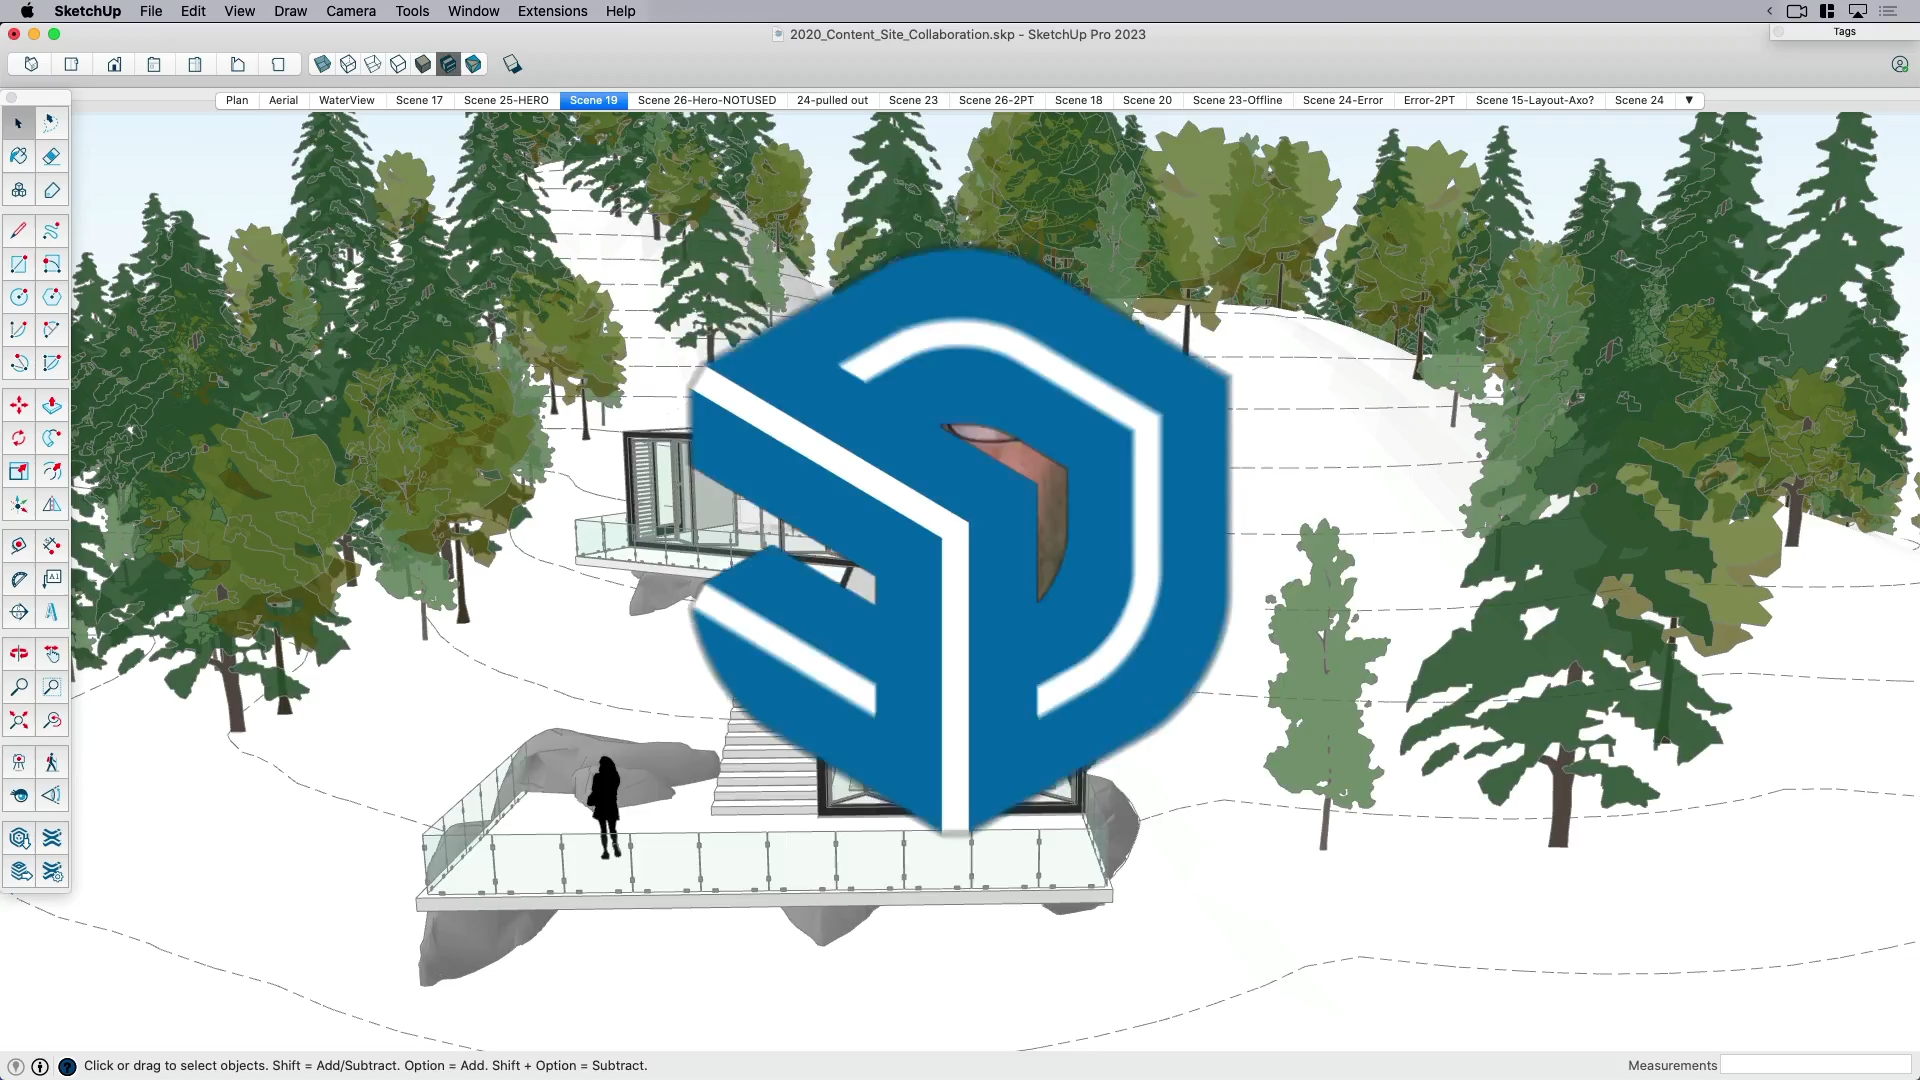 SketchUp File Edit View Draw Camera Tools Window Extensions Help
2020_Content_Site_Collaboration.skp - SketchUp Pro 2023
Tags
Plan Aerial WaterView Scene 17 Scene 25-HERO Scene 19 Scene 26-Hero-NOTUSED 24-pulled out Scene 23 Scene 26-2PT Scene 18 Scene 20 Scene 23-Offline Scene 24-Error Error-2PT Scene 15-Layout-Axo? Scene 24
Click or drag to select objects. Shift = Add/Subtract. Option = Add. Shift + Option = Subtract.
Measurements